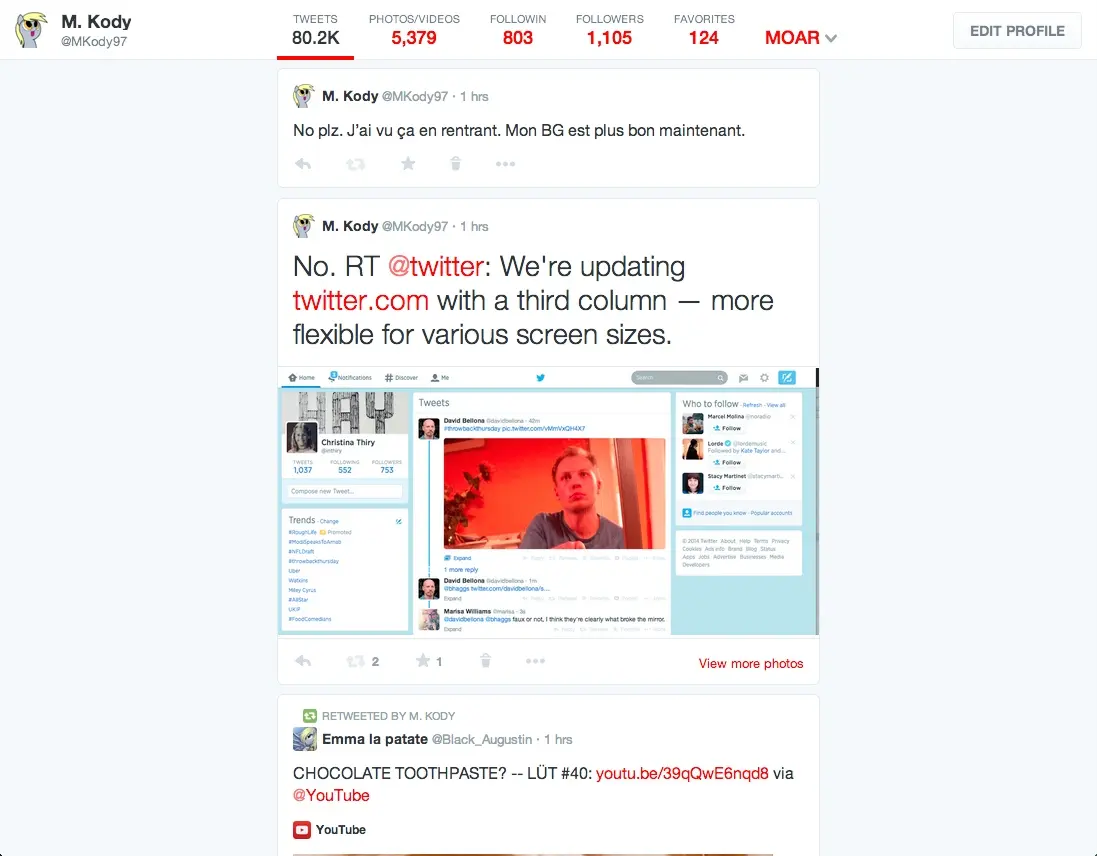 M. Kody
@MKody97
TWEETS
80.2K
PHOTOS/VIDEOS
5,379
FOLLOWIN
803
FOLLOWERS
1,105
FAVORITES
124
MOAR
EDIT PROFILE
M. Kody @MKody97 · 1 hrs
No plz. J'ai vu ça en rentrant. Mon BG est plus bon maintenant.
M. Kody @MKody97 · 1 hrs
No. RT @twitter: We're updating
twitter.com with a third column — more
flexible for various screen sizes.
Home Notifications Discover Me
Search
HAY
Christina Thiry
TWEETS FOLLOWING FOLLOWERS
1,037 552 753
Compose new Tweet...
Trends · Change
#RoughLife Promoted
#ModiSpeaksToArnab
#NFLDraft
#throwbackthursday
Uber
Watkins
Miley Cyrus
#AllStar
UKIP
#FoodComedians
Tweets
David Bellona @davidbellona · 42m
#throwbackthursday pic.twitter.com/vMmVxQH4X7
Expand
1 more reply
David Bellona @davidbellona · 1m
@bhaggs twitter.com/davidbellona/s...
Expand
Marisa Williams @marisa · 3s
@davidbellona @bhaggs faux or not, I think they're clearly what broke the mirror.
Expand
Who to follow · Refresh · View all
Marcel Molina @noradio
Follow
Lorde @lordemusic
Followed by Kate Taylor and...
Follow
Stacy Martinet @stacymarti...
Follow
Find people you know · Popular accounts
© 2014 Twitter About Help Terms Privacy
Cookies Ads info Brand Blog Status
Apps Jobs Advertise Businesses Media
Developers
2
1
View more photos
RETWEETED BY M. KODY
Emma la patate @Black_Augustin · 1 hrs
CHOCOLATE TOOTHPASTE? -- LÜT #40: youtu.be/39qQwE6nqd8 via
@YouTube
YouTube